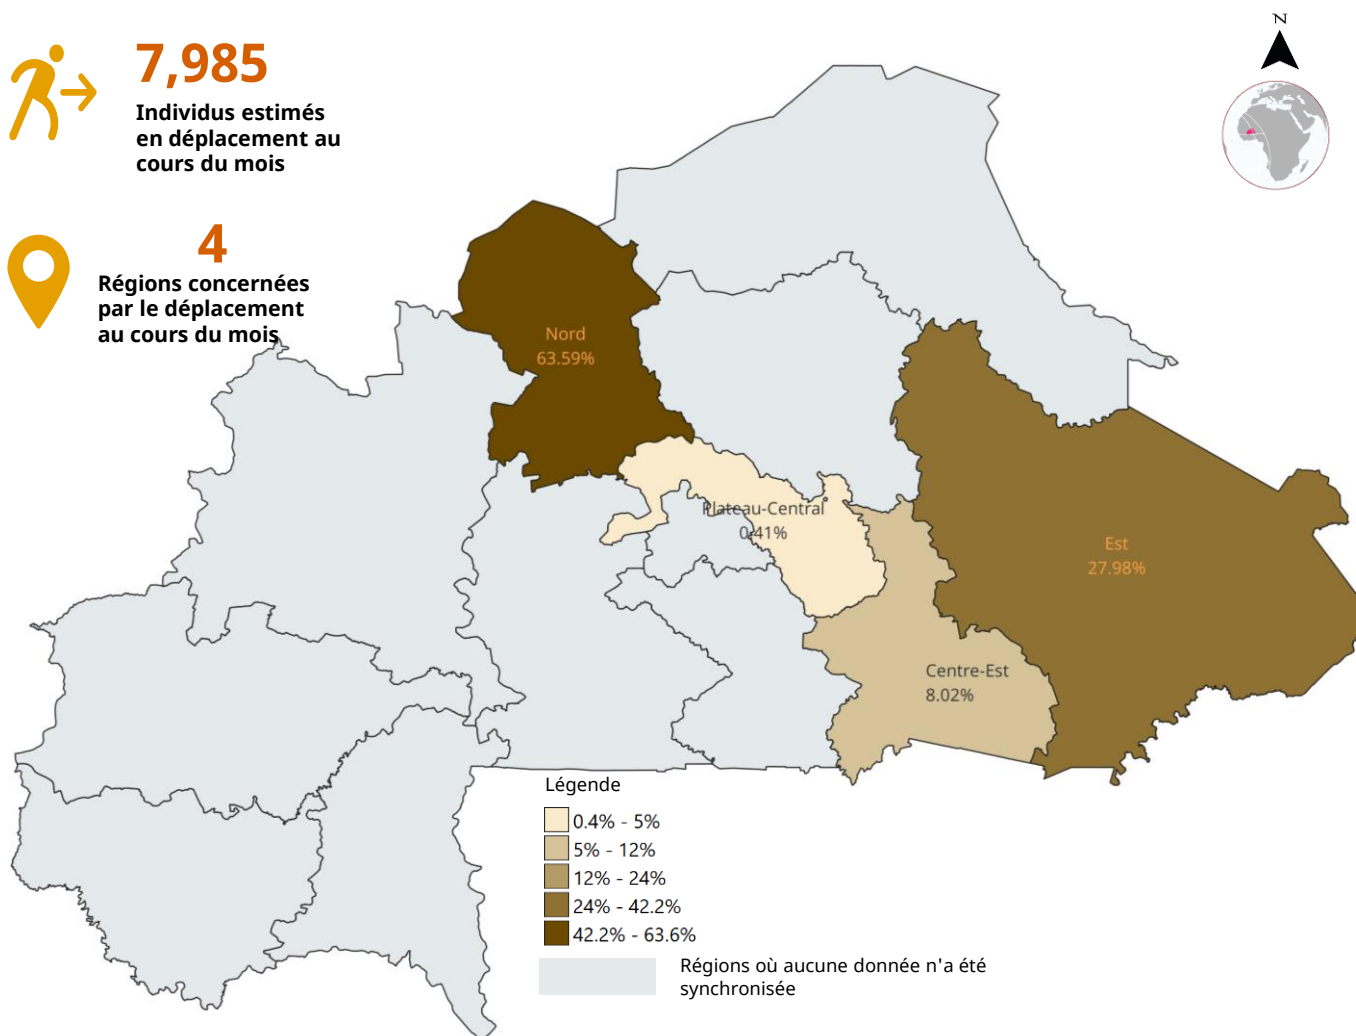 7,985
Individus estimés
en déplacement au
cours du mois
4
Régions concernées
par le déplacement
au cours du mois
N
Nord
63.59%
Plateau-Central
0.41%
Est
27.98%
Centre-Est
8.02%
Légende
0.4% - 5%
5% - 12%
12% - 24%
24% - 42.2%
42.2% - 63.6%
Régions où aucune donnée n'a été
synchronisée